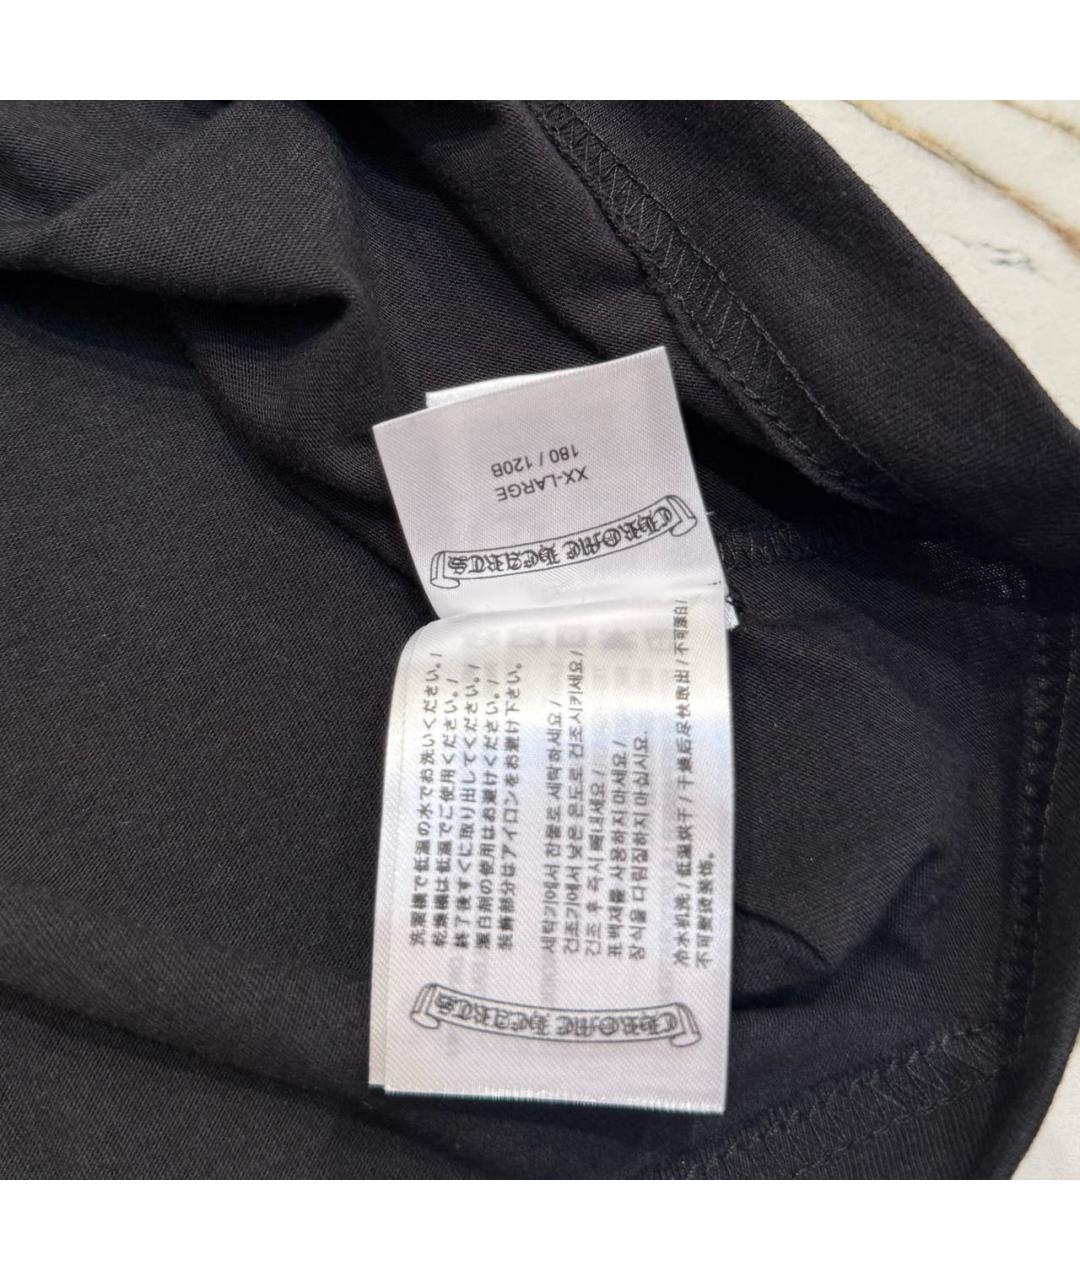 CHROME HEARTS
XX-LARGE
180 / 120B
洗濯機で低温の水でお洗いください。/
乾燥機は低温でご使用ください。/
終了後すぐに取り出してください。/
漂白剤の使用はお避けください。/
装飾部分はアイロンをお避け下さい。
세탁기에서 찬물로 세탁하세요 /
건조기에서 낮은 온도로 건조시키세요 /
건조 후 즉시 빼내세요 /
표백제를 사용하지 마세요 /
장식을 다림질하지 마십시요.
冷水机洗 / 低温烘干 / 干燥后尽快取出 / 不可漂白 /
不可熨烫装饰。
CHROME HEARTS